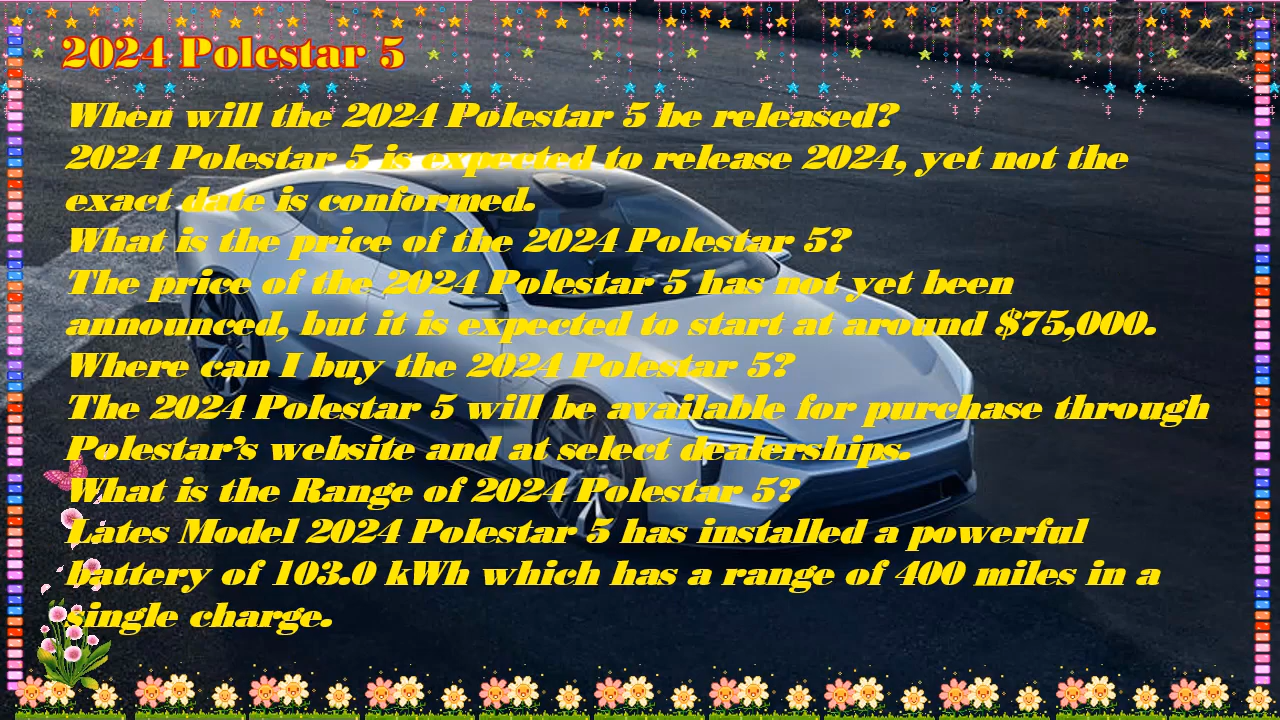 2024 Polestar 5
When will the 2024 Polestar 5 be released?
2024 Polestar 5 is expected to release 2024, yet not the
exact date is conformed.
What is the price of the 2024 Polestar 5?
The price of the 2024 Polestar 5 has not yet been
announced, but it is expected to start at around $75,000.
Where can I buy the 2024 Polestar 5?
The 2024 Polestar 5 will be available for purchase through
Polestar’s website and at select dealerships.
What is the Range of 2024 Polestar 5?
Lates Model 2024 Polestar 5 has installed a powerful
battery of 103.0 kWh which has a range of 400 miles in a
single charge.